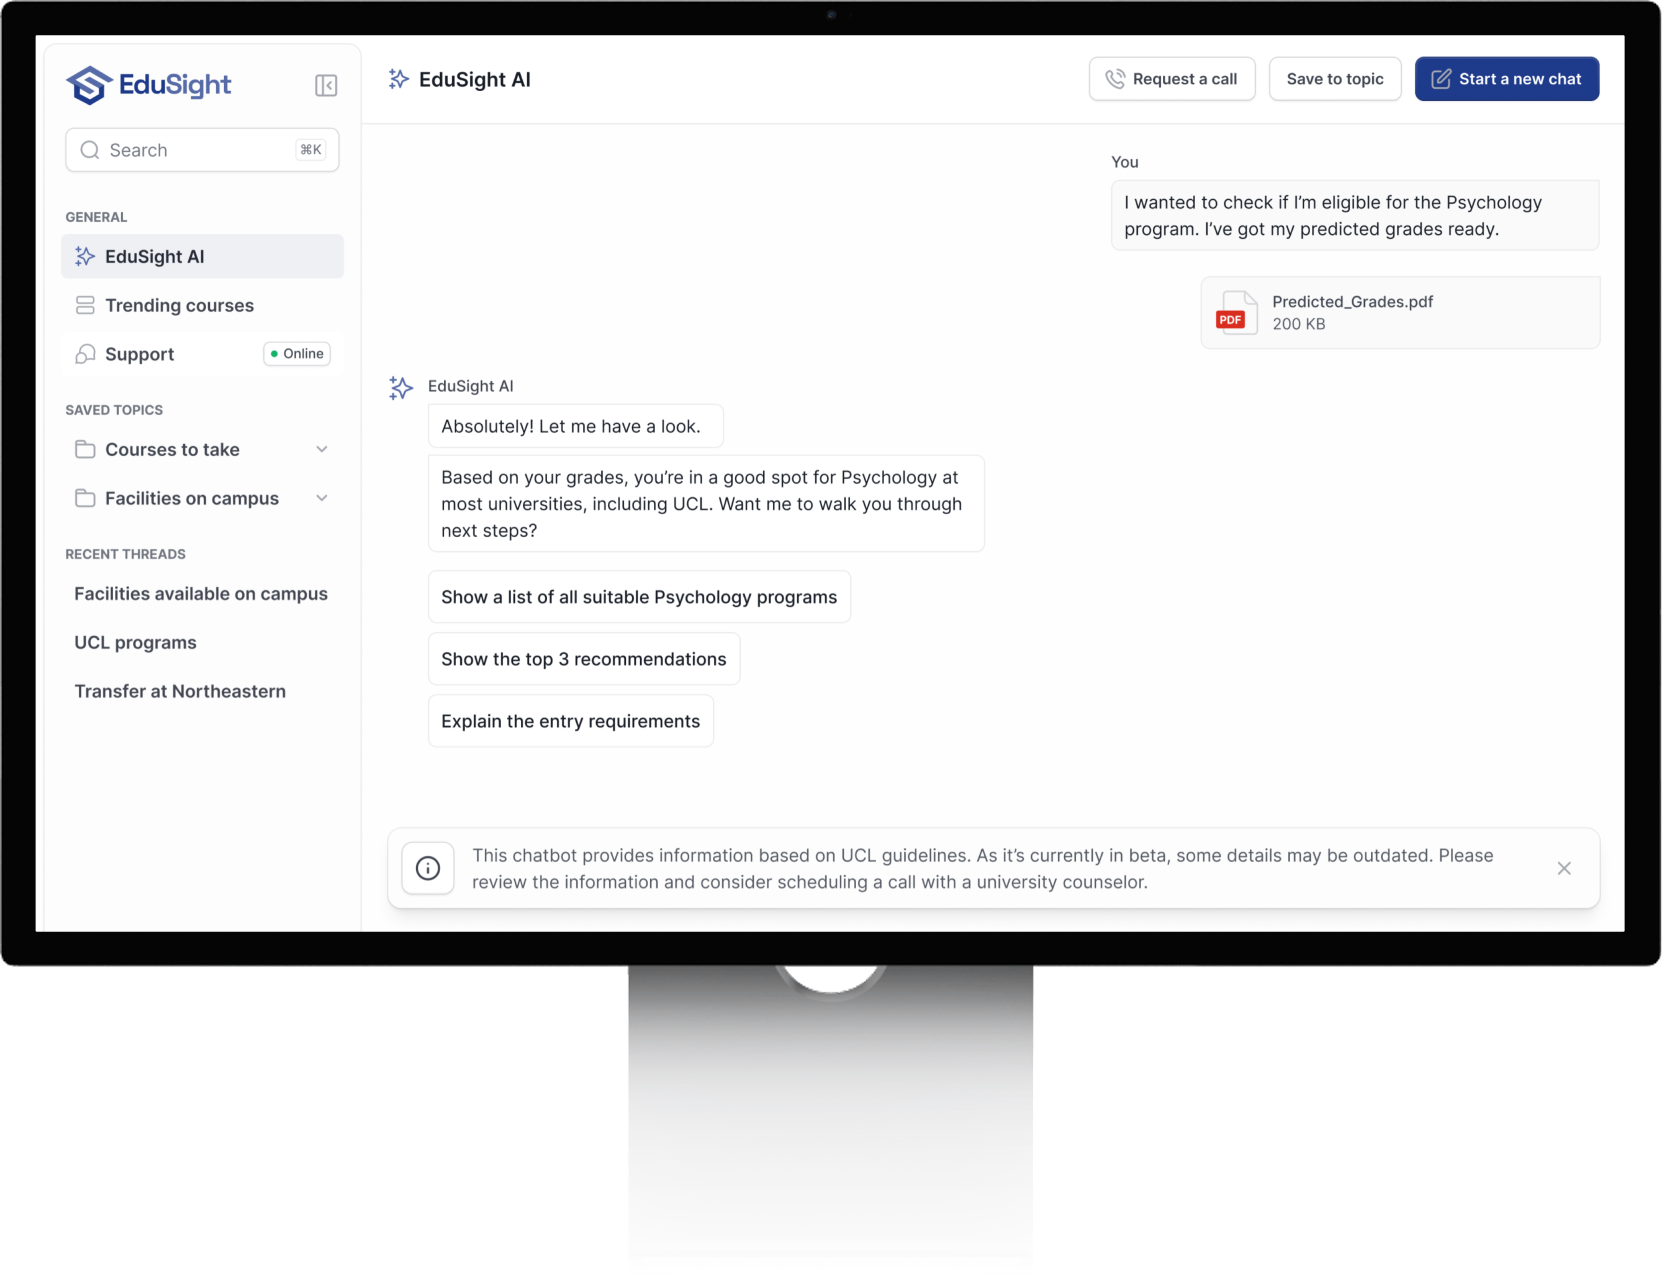 EduSight
Search
⌘K
GENERAL
EduSight AI
Trending courses
Support
Online
SAVED TOPICS
Courses to take
Facilities on campus
RECENT THREADS
Facilities available on campus
UCL programs
Transfer at Northeastern
EduSight AI
Request a call
Save to topic
Start a new chat
You
I wanted to check if I’m eligible for the Psychology
program. I’ve got my predicted grades ready.
PDF
Predicted_Grades.pdf
200 KB
EduSight AI
Absolutely! Let me have a look.
Based on your grades, you’re in a good spot for Psychology at
most universities, including UCL. Want me to walk you through
next steps?
Show a list of all suitable Psychology programs
Show the top 3 recommendations
Explain the entry requirements
This chatbot provides information based on UCL guidelines. As it’s currently in beta, some details may be outdated. Please
review the information and consider scheduling a call with a university counselor.